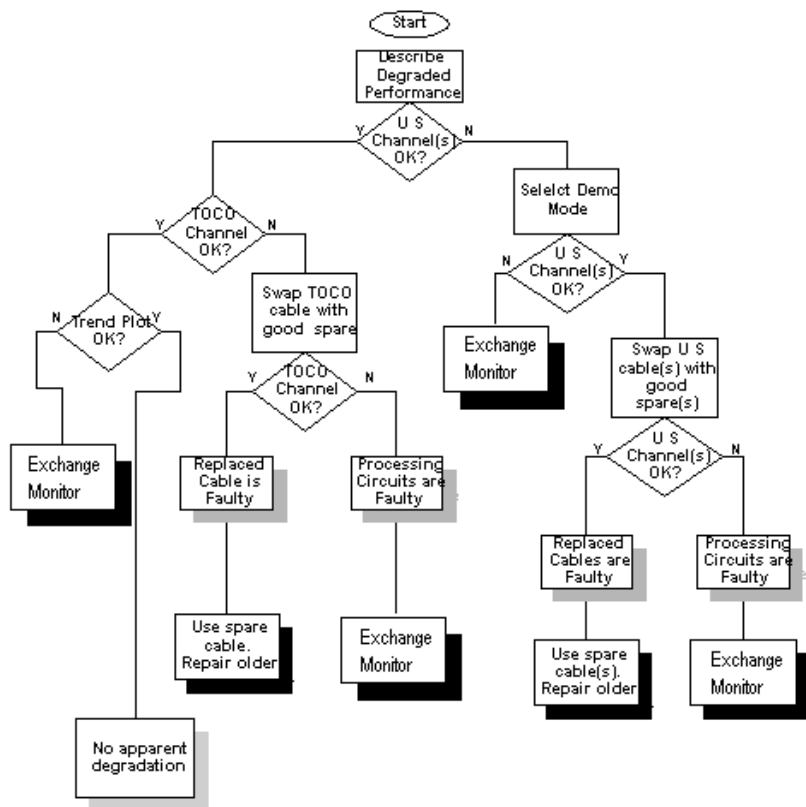 Start
Describe
Degraded
Performance
Y
U S
Channel(s)
OK?
N
Selelct Demo
Mode
Y
TOCO
Channel
OK?
N
N
U S
Channel(s)
OK?
Y
Swap TOCO
cable with
good spare
N
Trend Plot
OK?
Y
Exchange
Monitor
Swap U S
cable(s) with
good
spare(s)
Y
TOCO
Channel
OK?
N
Y
U S
Channel(s)
OK?
N
Exchange
Monitor
Replaced
Cable is
Faulty
Processing
Circuits are
Faulty
Replaced
Cables are
Faulty
Processing
Circuits are
Faulty
Use spare
cable.
Repair older
Exchange
Monitor
Use spare
cable(s).
Repair older
Exchange
Monitor
No apparent
degradation